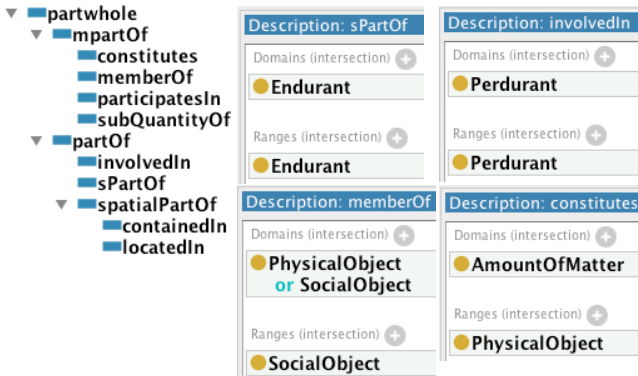 partwhole
mpartOf
constitutes
memberOf
participatesIn
subQuantityOf
partOf
involvedIn
sPartOf
spatialPartOf
containedIn
locatedIn
Description: sPartOf
Domains (intersection)
Endurant
Ranges (intersection)
Endurant
Description: involvedIn
Domains (intersection)
Perdurant
Ranges (intersection)
Perdurant
Description: memberOf
Domains (intersection)
PhysicalObject
or SocialObject
Ranges (intersection)
SocialObject
Description: constitutes
Domains (intersection)
AmountOfMatter
Ranges (intersection)
PhysicalObject